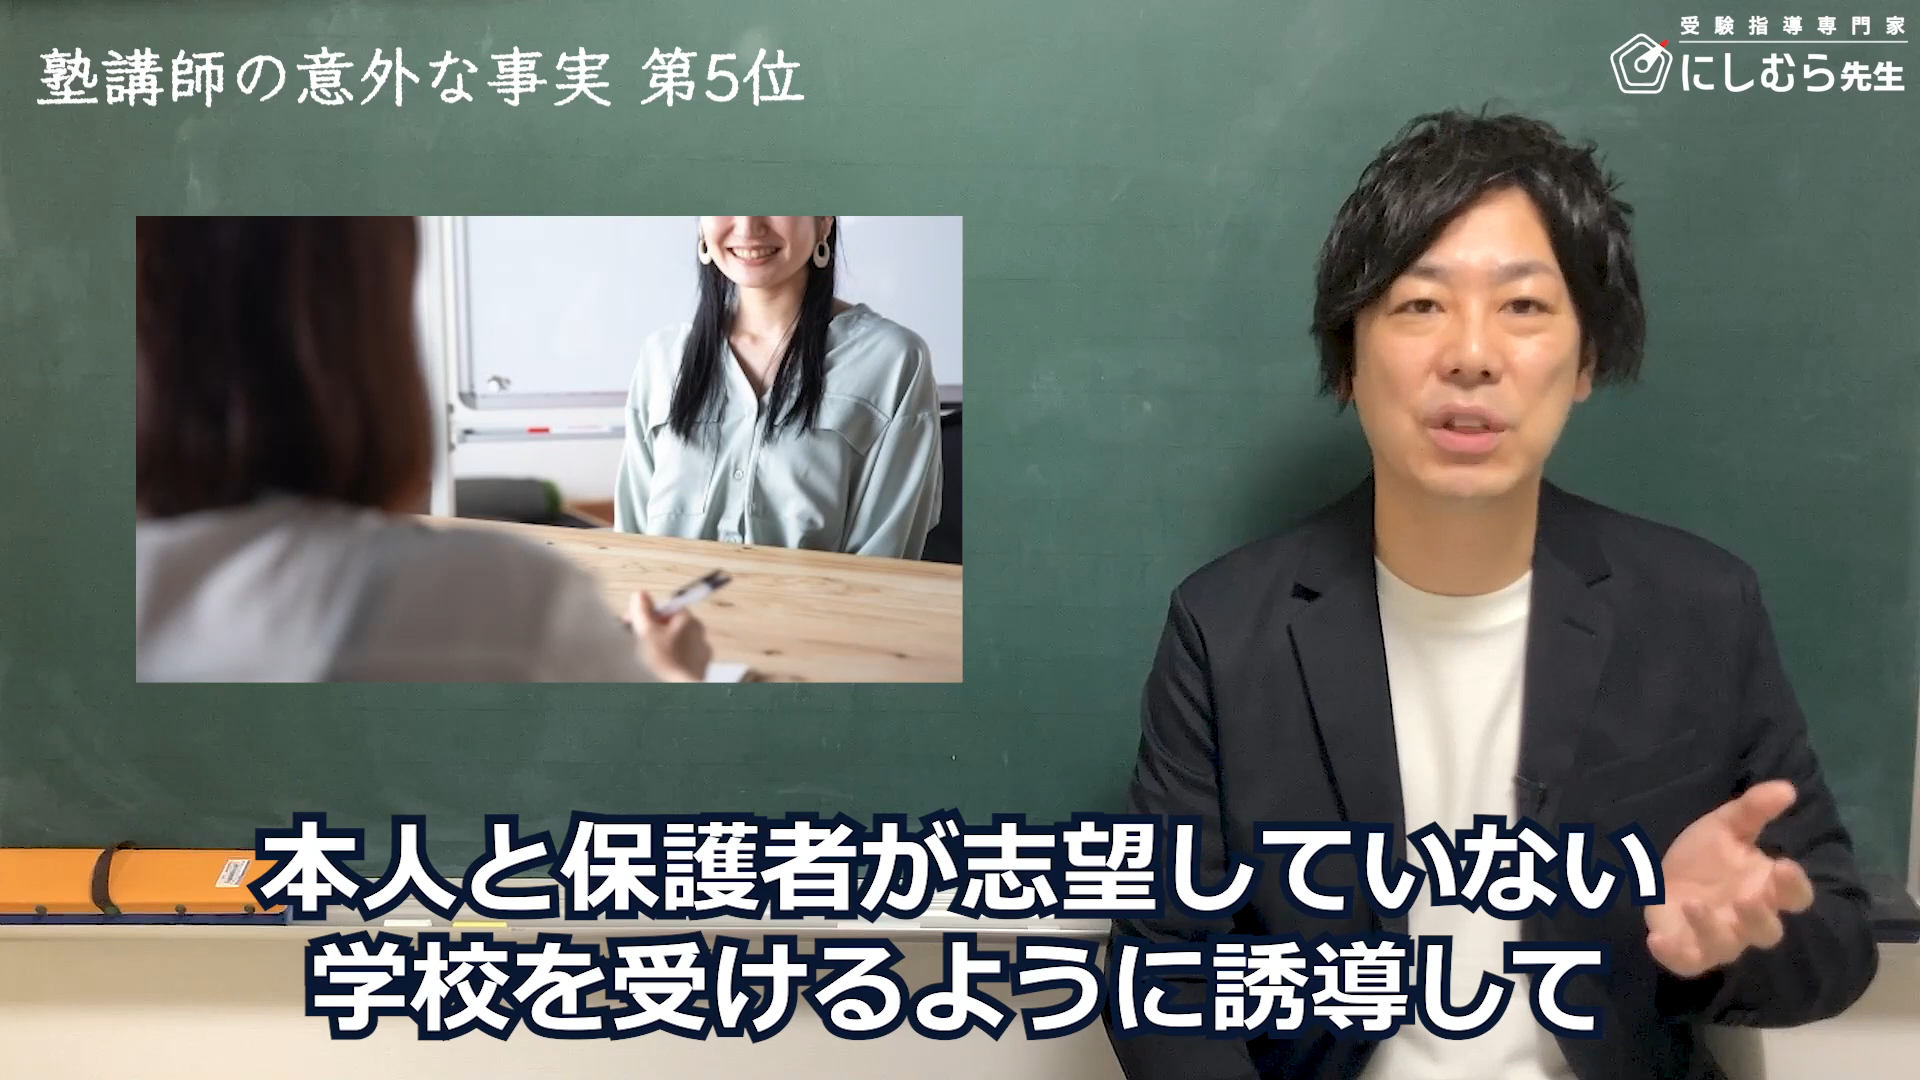 塾講師の意外な事実 第5位
受験指導専門家
にしむら先生
本人と保護者が志望していない
学校を受けるように誘導して